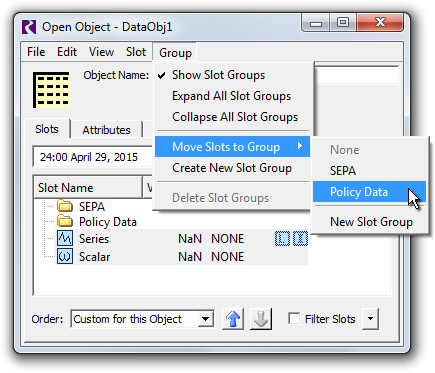 Open Object - DataObj1
File Edit View Slot Group
Object Name:
Show Slot Groups
Expand All Slot Groups
Collapse All Slot Groups
Move Slots to Group
Create New Slot Group
Delete Slot Groups
None
SEPA
Policy Data
New Slot Group
Slots Attributes
24:00 April 29, 2015
Slot Name V
SEPA
Policy Data
Series NaN NONE
Scalar NaN NONE
Order: Custom for this Object Filter Slots